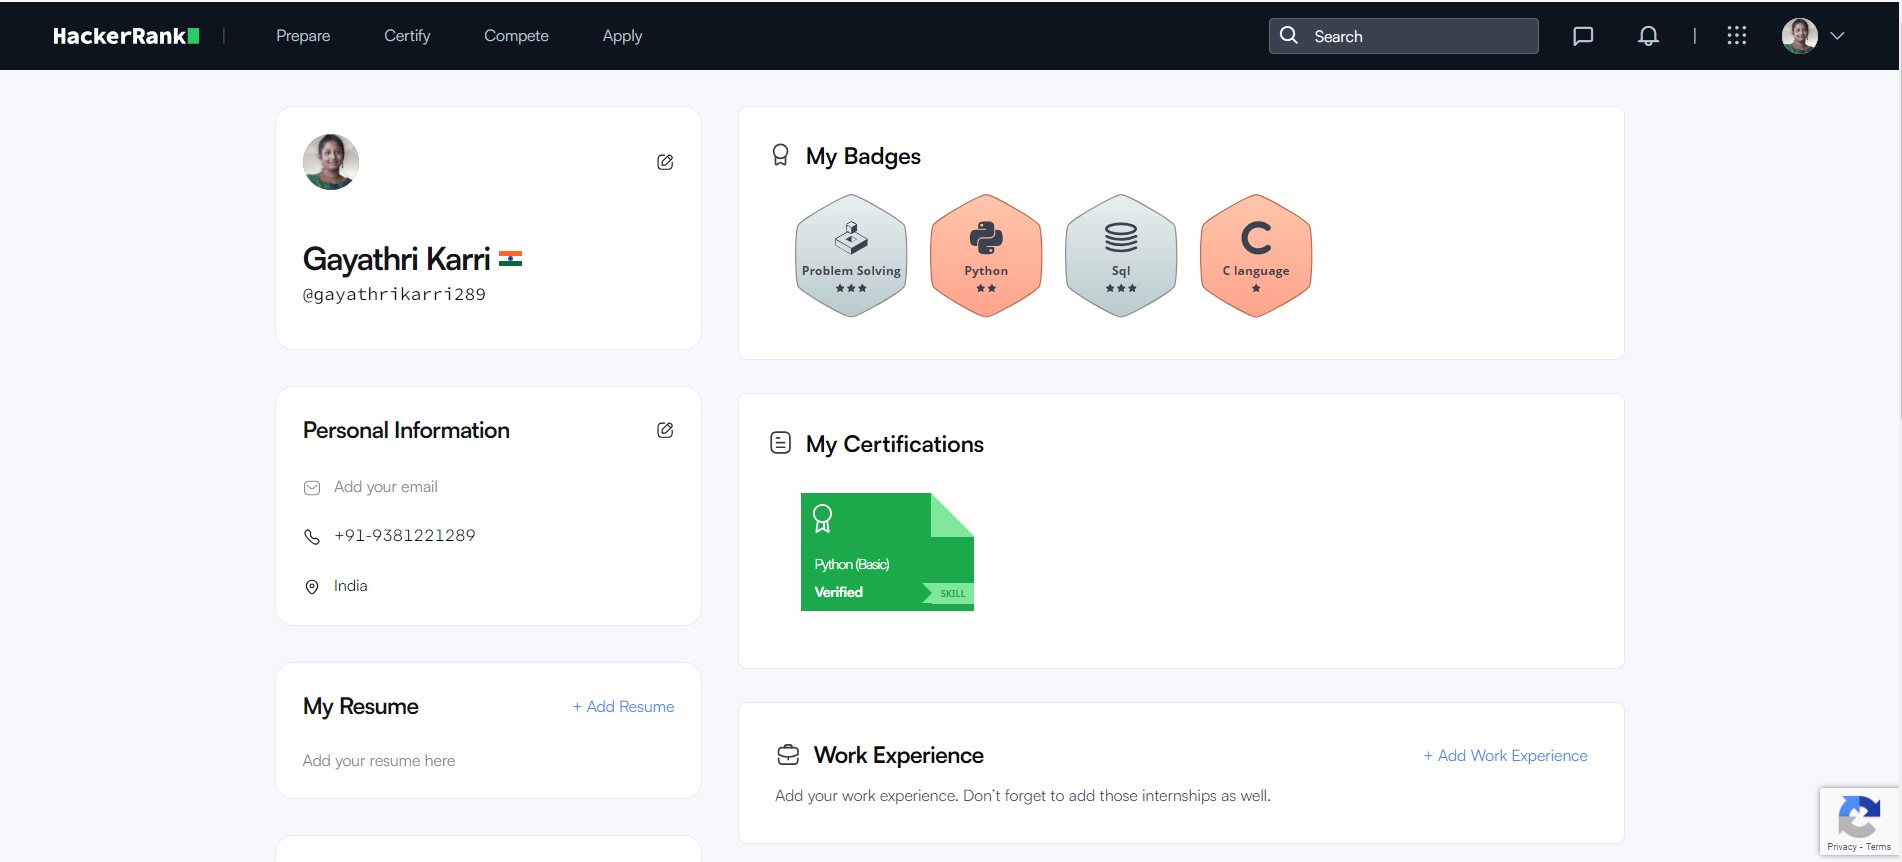 HackerRank
Prepare
Certify
Compete
Apply
Search
Gayathri Karri
@gayathrikarri289
Personal Information
Add your email
+91-9381221289
India
My Resume
+ Add Resume
Add your resume here
My Badges
Problem Solving
Python
Sql
C language
My Certifications
Python (Basic)
Verified
SKILL
Work Experience
+ Add Work Experience
Add your work experience. Don't forget to add those internships as well.
Privacy - Terms